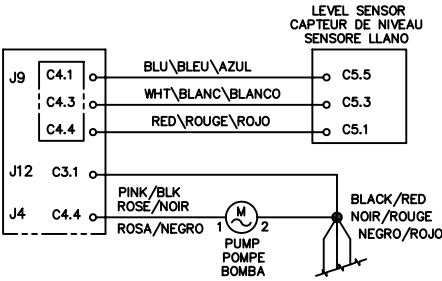 LEVEL SENSOR
CAPTEUR DE NIVEAU
SENSORE LLANO
J9 C4.1 BLU\BLEU\AZUL C5.5
C4.3 WHT\BLANC\BLANCO C5.3
C4.4 RED\ROUGE\ROJO C5.1
J12 C3.1
PINK/BLK
ROSE/NOIR
J4 C4.4
ROSA/NEGRO
1 M 2
PUMP
POMPE
BOMBA
BLACK/RED
NOIR/ROUGE
NEGRO/ROJO